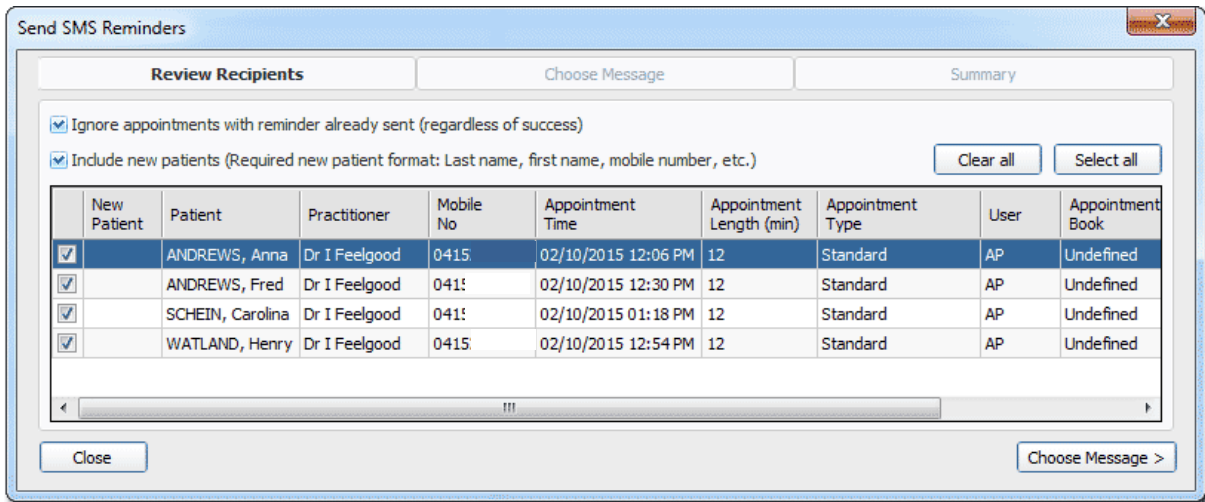 Send SMS Reminders
Review Recipients Choose Message Summary
Ignore appointments with reminder already sent (regardless of success)
Include new patients (Required new patient format: Last name, first name, mobile number, etc.) Clear all Select all
New Patient Patient Practitioner Mobile No Appointment Time Appointment Length (min) Appointment Type User Appointment Book
ANDREWS, Anna Dr I Feelgood 0415 02/10/2015 12:06 PM 12 Standard AP Undefined
ANDREWS, Fred Dr I Feelgood 041 02/10/2015 12:30 PM 12 Standard AP Undefined
SCHEIN, Carolina Dr I Feelgood 041 02/10/2015 01:18 PM 12 Standard AP Undefined
WATLAND, Henry Dr I Feelgood 0415 02/10/2015 12:54 PM 12 Standard AP Undefined
Close Choose Message >